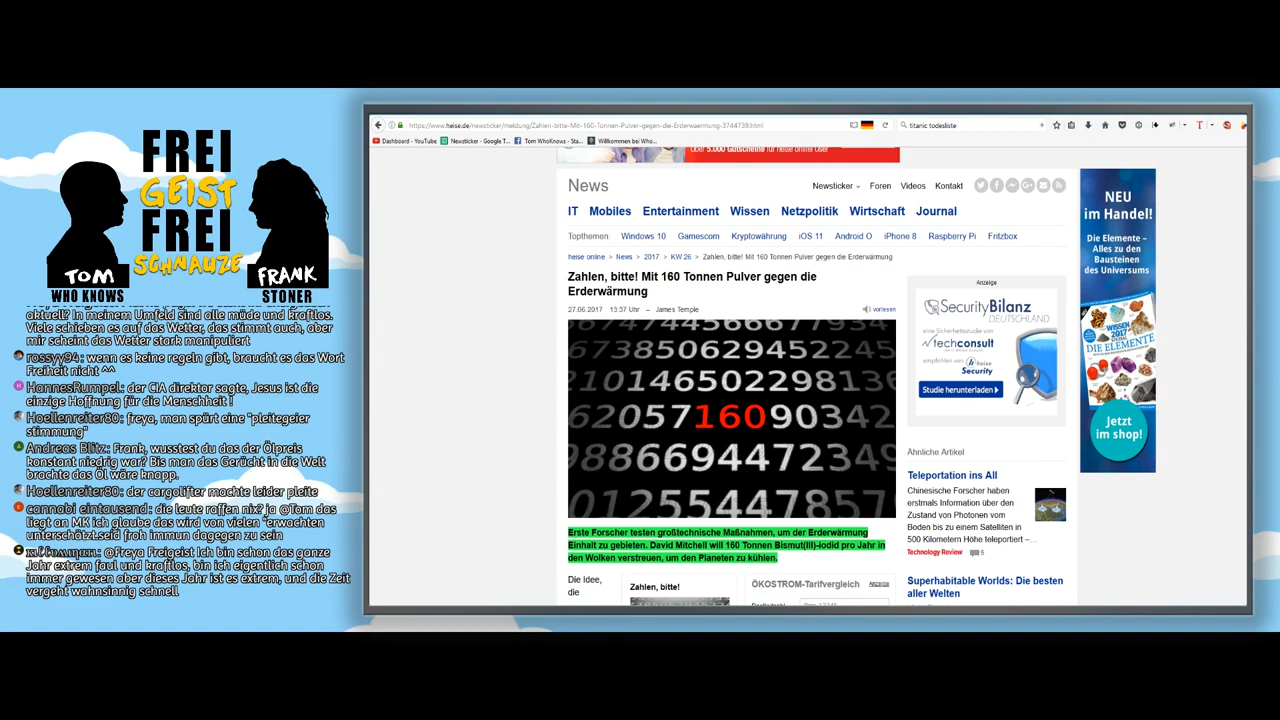 FREI
GEIST
FREI
SCHNAUZE
TOM
WHO KNOWS
FRANK
STONER
aktuell? In meinem Umfeld sind alle müde und kraftlos.
Viele schieben es auf das Wetter, das stimmt auch, denn
mir scheint das Wetter stark manipuliert
rossyy94: wenn es keine regeln gibt, braucht es das Wort
Freiheit nicht ^^
HannesRumpel: der CIA direktor sagte, Jesus ist die
einzige Hoffnung für die Menschheit !
Hoellenreiter80: freya, man spürt eine "pleitegeier
stimmung"
Andreas Blitz: Frank, wusstest du das der Ölpreis
konstant niedrig war? Bis man das Gerücht in die Welt
brachte das Öl wäre knapp.
Hoellenreiter80: der cargolifter machte leider pleite
cannabi eintausend: die leute raffen nix? ja @idon das
liegt an MK ich glaube das wird von vielen "erwachten
unterschätzt.seid froh immun dagegen zu sein
@Freya Freigeist Ich bin schon das ganze
Jahr extrem faul und kraftlos, bin ich eigentlich schon
immer gewesen aber dieses Jahr ist es extrem, und die Zeit
vergeht wahnsinnig schnell
https://www.heise.de/newsticker/meldung/Zahlen-bitte-Mit-160-Tonnen-Pulver-gegen-die-Erderwaermung-3744739.html
titanic todesliste
Dashboard - YouTube
Newsticker - Google T...
Tom WhoKnows - Sta...
Willkommen bei Who...
Über 5.000 Gutscheine für heise online User
News
Newsticker
Foren
Videos
Kontakt
IT Mobiles Entertainment Wissen Netzpolitik Wirtschaft Journal
Topthemen: Windows 10 Gamescom Kryptowährung iOS 11 Android O iPhone 8 Raspberry Pi Fritzbox
heise online > News > 2017 > KW 26 > Zahlen, bitte! Mit 160 Tonnen Pulver gegen die Erderwärmung
Zahlen, bitte! Mit 160 Tonnen Pulver gegen die
Erderwärmung
27.06.2017 13:37 Uhr – James Temple
vorlesen
673850629452245
1014650229813
6205716090342
988669447239
0125544785
Erste Forscher testen großtechnische Maßnahmen, um der Erderwärmung
Einhalt zu gebieten. David Mitchell will 160 Tonnen Bismut(III)-iodid pro Jahr in
den Wolken verstreuen, um den Planeten zu kühlen.
Die Idee,
die
Zahlen, bitte!
ÖKOSTROM-Tarifvergleich
Anzeige
Anzeige
SecurityBilanz
DEUTSCHLAND
eine Sicherheitsstudie von
techconsult
empfohlen von
heise
Security
Studie herunterladen
Ähnliche Artikel
Teleportation ins All
Chinesische Forscher haben
erstmals Information über den
Zustand von Photonen vom
Boden bis zu einem Satelliten in
500 Kilometern Höhe teleportiert –…
Technology Review 5
Superhabitable Worlds: Die besten
aller Welten
NEU
im Handel!
Die Elemente –
Alles zu den
Bausteinen
des Universums
WISSEN 2017
DIE ELEMENTE
Jetzt
im shop!